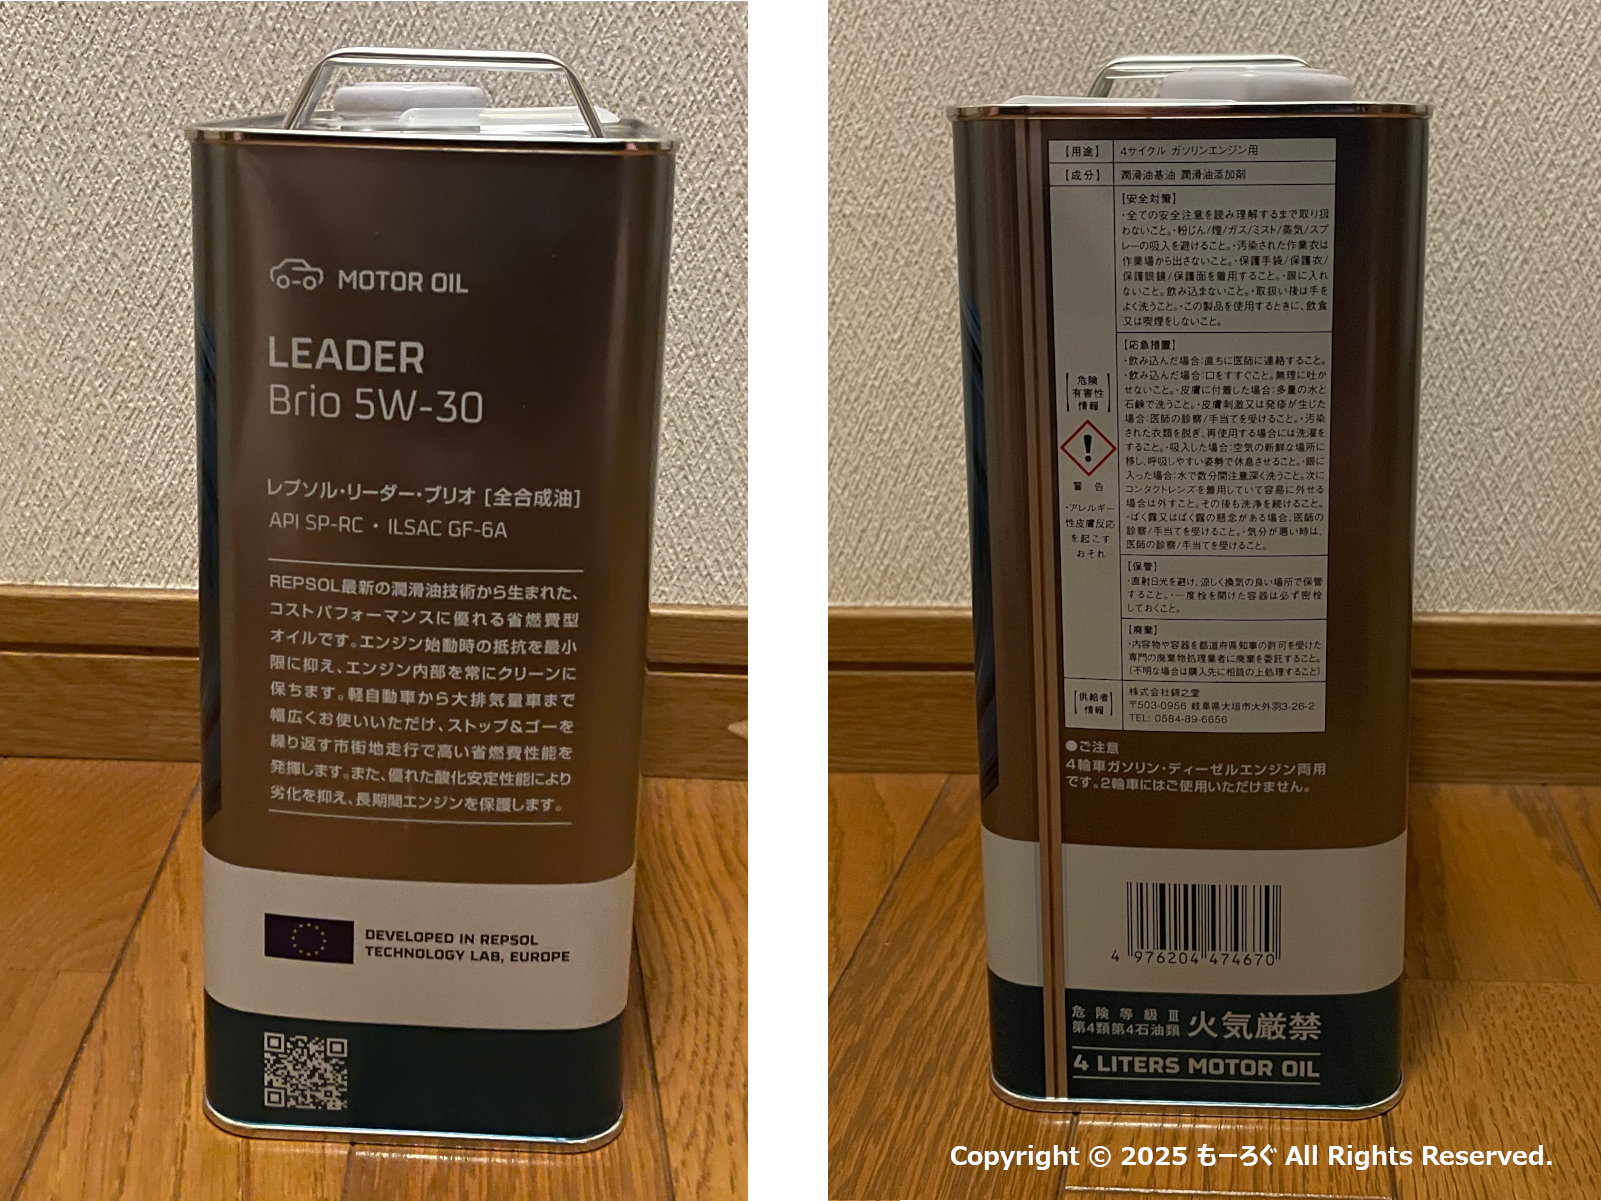 MOTOR OIL
LEADER
Brio 5W-30
レプソル・リーダー・ブリオ [全合成油]
API SP-RC・ILSAC GF-6A
REPSOL最新の潤滑油技術から生まれた、
コストパフォーマンスに優れる省燃費型
オイルです。エンジン始動時の抵抗を最小
限に抑え、エンジン内部を常にクリーンに
保ちます。軽自動車から大排気量車まで
幅広くお使いいただけ、ストップ&ゴーを
繰り返す市街地走行で高い省燃費性能を
発揮します。また、優れた酸化安定性能により
劣化を抑え、長期間エンジンを保護します。
DEVELOPED IN REPSOL
TECHNOLOGY LAB, EUROPE
【用途】 4サイクル ガソリンエンジン用
【成分】 潤滑油基油 潤滑油添加剤
【危険
有害性
情報】
警告
・アレルギー
性皮膚反応
を起こす
おそれ
【安全対策】
・全ての安全注意を読み理解するまで取り扱
わないこと。・粉じん/煙/ガス/ミスト/蒸気/スプ
レーの吸入を避けること。・汚染された作業衣は
作業場から出さないこと。・保護手袋/保護衣/
保護眼鏡/保護面を着用すること。・眼に入れ
ないこと。飲み込まないこと。・取扱い後は手を
よく洗うこと。・この製品を使用するときに、飲食
又は喫煙をしないこと。
【応急措置】
・飲み込んだ場合:直ちに医師に連絡すること。
・飲み込んだ場合:口をすすぐこと。無理に吐か
せないこと。・皮膚に付着した場合:多量の水と
石鹸で洗うこと。・皮膚刺激又は発疹が生じた
場合:医師の診察/手当てを受けること。・汚染
された衣類を脱ぎ、再使用する場合には洗濯を
すること。・吸入した場合:空気の新鮮な場所に
移し、呼吸しやすい姿勢で休息させること。・眼に
入った場合:水で数分間注意深く洗うこと。次に
コンタクトレンズを着用していて容易に外せる
場合は外すこと。その後も洗浄を続けること。
・ばく露又はばく露の懸念がある場合、医師の
診察/手当てを受けること。・気分が悪い時は、
医師の診察/手当てを受けること。
【保管】
・直射日光を避け、涼しく換気の良い場所で保管
すること。・一度栓を開けた容器は必ず密栓
しておくこと。
【廃棄】
・内容物や容器を都道府県知事の許可を受けた
専門の廃棄物処理業者に廃棄を委託すること。
(不明な場合は購入先に相談の上処理すること)
【供給者
情報】
株式会社錦之堂
〒503-0956 岐阜県大垣市大外羽3-26-2
TEL: 0584-89-6656
●ご注意
4輪車ガソリン・ディーゼルエンジン両用
です。2輪車にはご使用いただけません。
4 976204 474670
危険等級Ⅲ
第4類第4石油類 火気厳禁
4 LITERS MOTOR OIL
Copyright © 2025 もーろぐ All Rights Reserved.